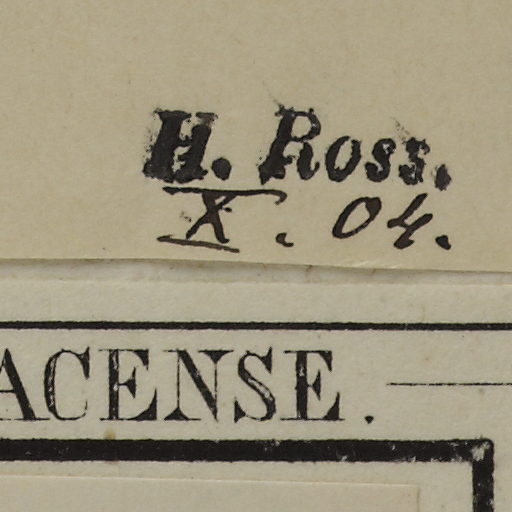 H. Ross.
X. 04.
ACENSE.